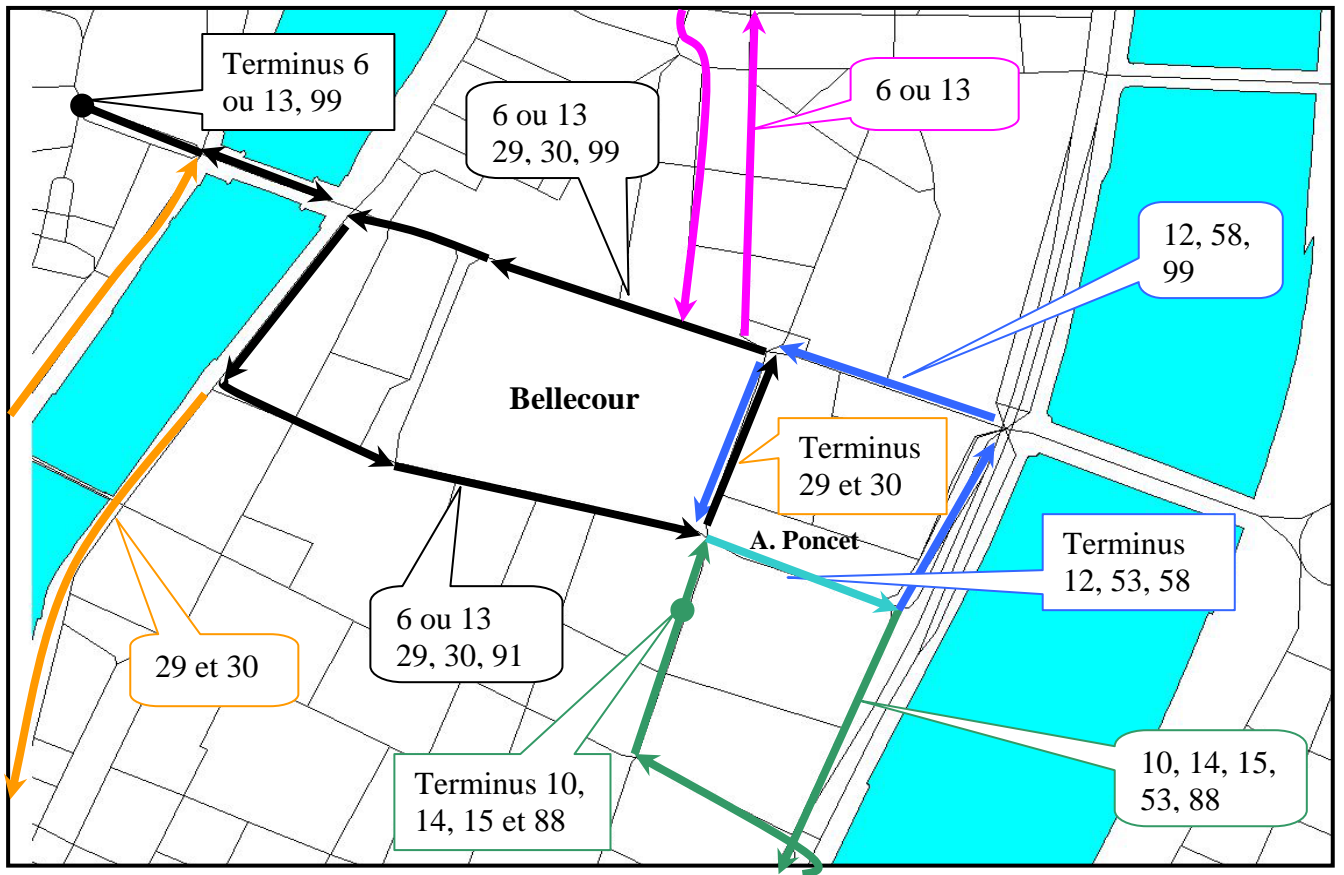 Terminus 6
ou 13, 99
6 ou 13
29, 30, 99
6 ou 13
12, 58,
99
Bellecour
Terminus
29 et 30
A. Poncet
Terminus
12, 53, 58
6 ou 13
29, 30, 91
29 et 30
Terminus 10,
14, 15 et 88
10, 14, 15,
53, 88